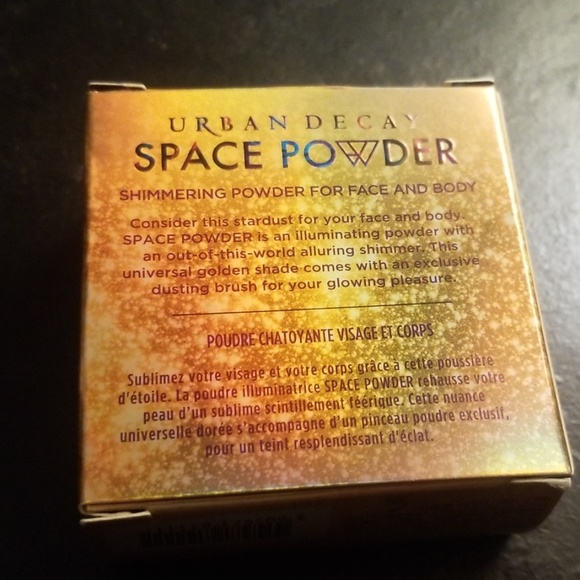 URBAN DECAY
SPACE POWDER
SHIMMERING POWDER FOR FACE AND BODY
Consider this stardust for your face and body.
SPACE POWDER is an illuminating powder with
an out-of-this-world alluring shimmer. This
universal golden shade comes with an exclusive
dusting brush for your glowing pleasure.
POUDRE CHATOYANTE VISAGE ET CORPS
Sublimez votre visage et votre corps grâce à cette poussière
d'étoile. La poudre illuminatrice SPACE POWDER rehausse votre
peau d'un sublime scintillement féérique. Cette nuance
universelle dorée s'accompagne d'un pinceau poudre exclusif,
pour un teint resplendissant d'éclat.